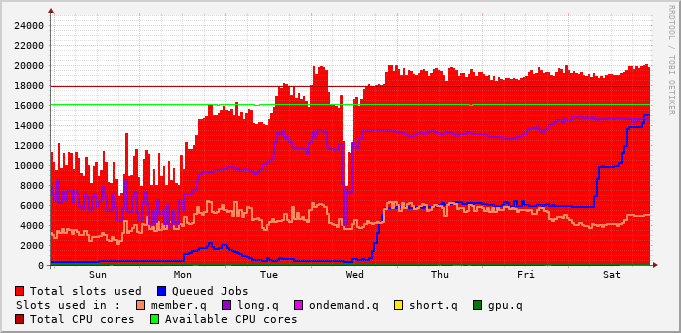 24000
22000
20000
18000
16000
14000
12000
10000
8000
6000
4000
2000
0
Sun Mon Tue Wed Thu Fri Sat
RRDTOOL / TOBI OETIKER
Total slots used Queued Jobs
Slots used in : member.q long.q ondemand.q short.q gpu.q
Total CPU cores Available CPU cores